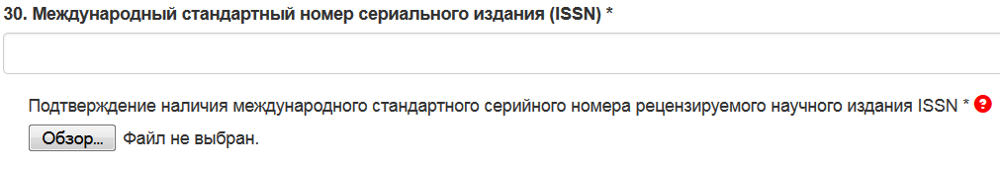 30. Международный стандартный номер сериального издания (ISSN) *
Подтверждение наличия международного стандартного серийного номера рецензируемого научного издания ISSN * ?
Обзор... Файл не выбран.